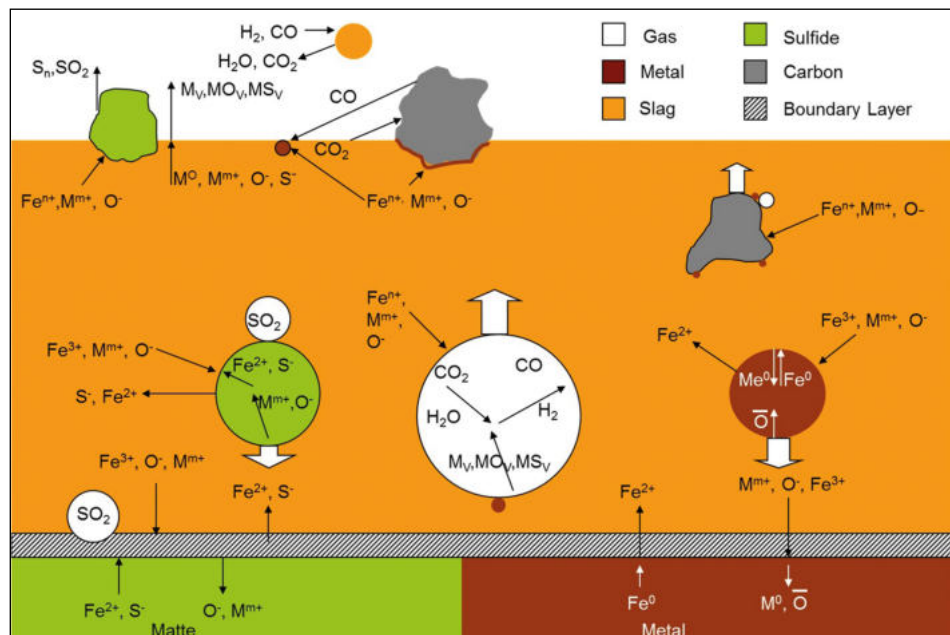 H₂, CO
H₂O, CO₂
Sₙ,SO₂
Mᵥ,MOᵥ,MSᵥ
CO
CO₂
Gas
Metal
Slag
Sulfide
Carbon
Boundary Layer
Feⁿ⁺,Mᵐ⁺, O⁻
Mᴼ, Mᵐ⁺, O⁻, S⁻
Feⁿ⁺, Mᵐ⁺, O⁻
Feⁿ⁺,Mᵐ⁺, O–
SO₂
Fe³⁺, Mᵐ⁺, O⁻
Fe²⁺, S⁻
Mᵐ⁺,O⁻
S⁻, Fe²⁺
Feⁿ⁺,
Mᵐ⁺,
O⁻
CO₂
CO
H₂O
H₂
Mᵥ,MOᵥ,MSᵥ
Fe²⁺
Fe³⁺, Mᵐ⁺, O⁻
Me⁰
Fe⁰
O̅
Fe³⁺, O⁻, Mᵐ⁺
Fe²⁺, S⁻
SO₂
Fe²⁺
Mᵐ⁺, O⁻, Fe³⁺
Fe²⁺, S⁻
O⁻, Mᵐ⁺
Matte
Fe⁰
M⁰, O̅
Metal